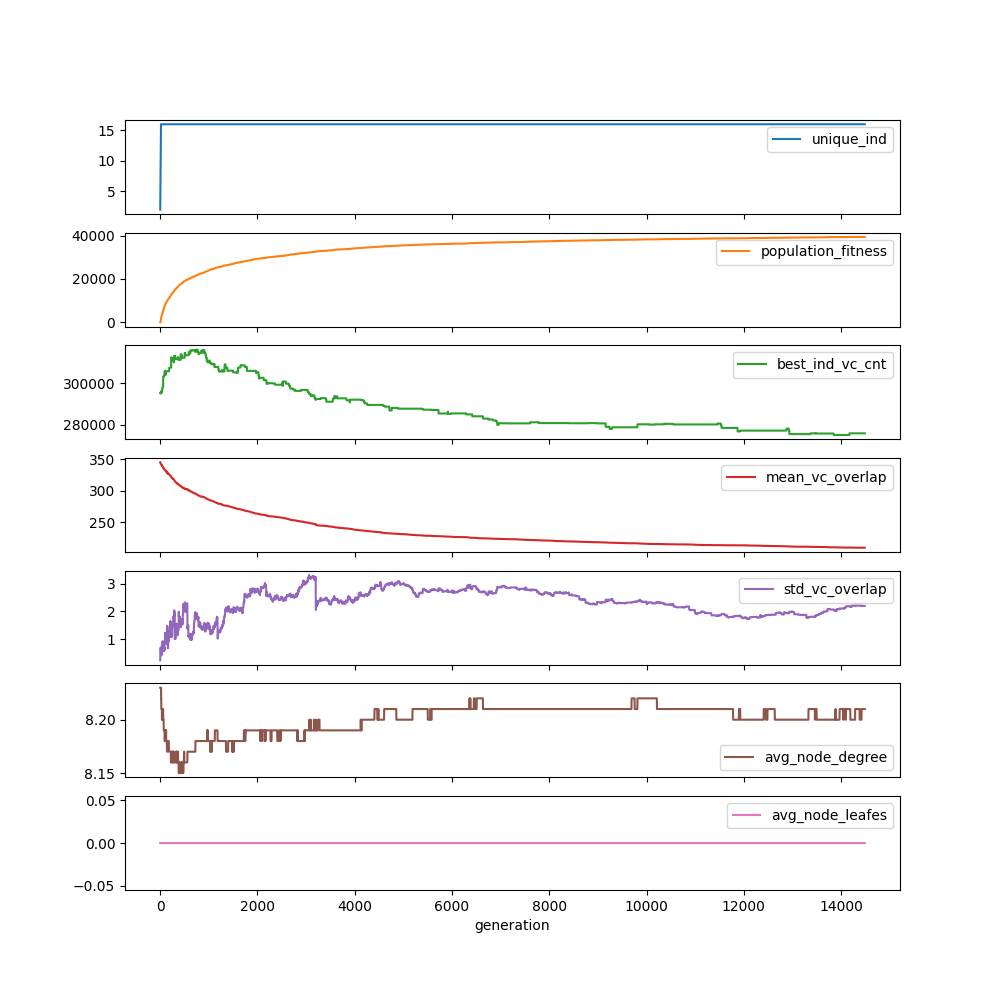 15
10
5
unique_ind
40000
20000
0
population_fitness
300000
280000
best_ind_vc_cnt
350
300
250
mean_vc_overlap
3
2
1
std_vc_overlap
8.20
8.15
avg_node_degree
0.05
0.00
−0.05
avg_node_leafes
0 2000 4000 6000 8000 10000 12000 14000
generation